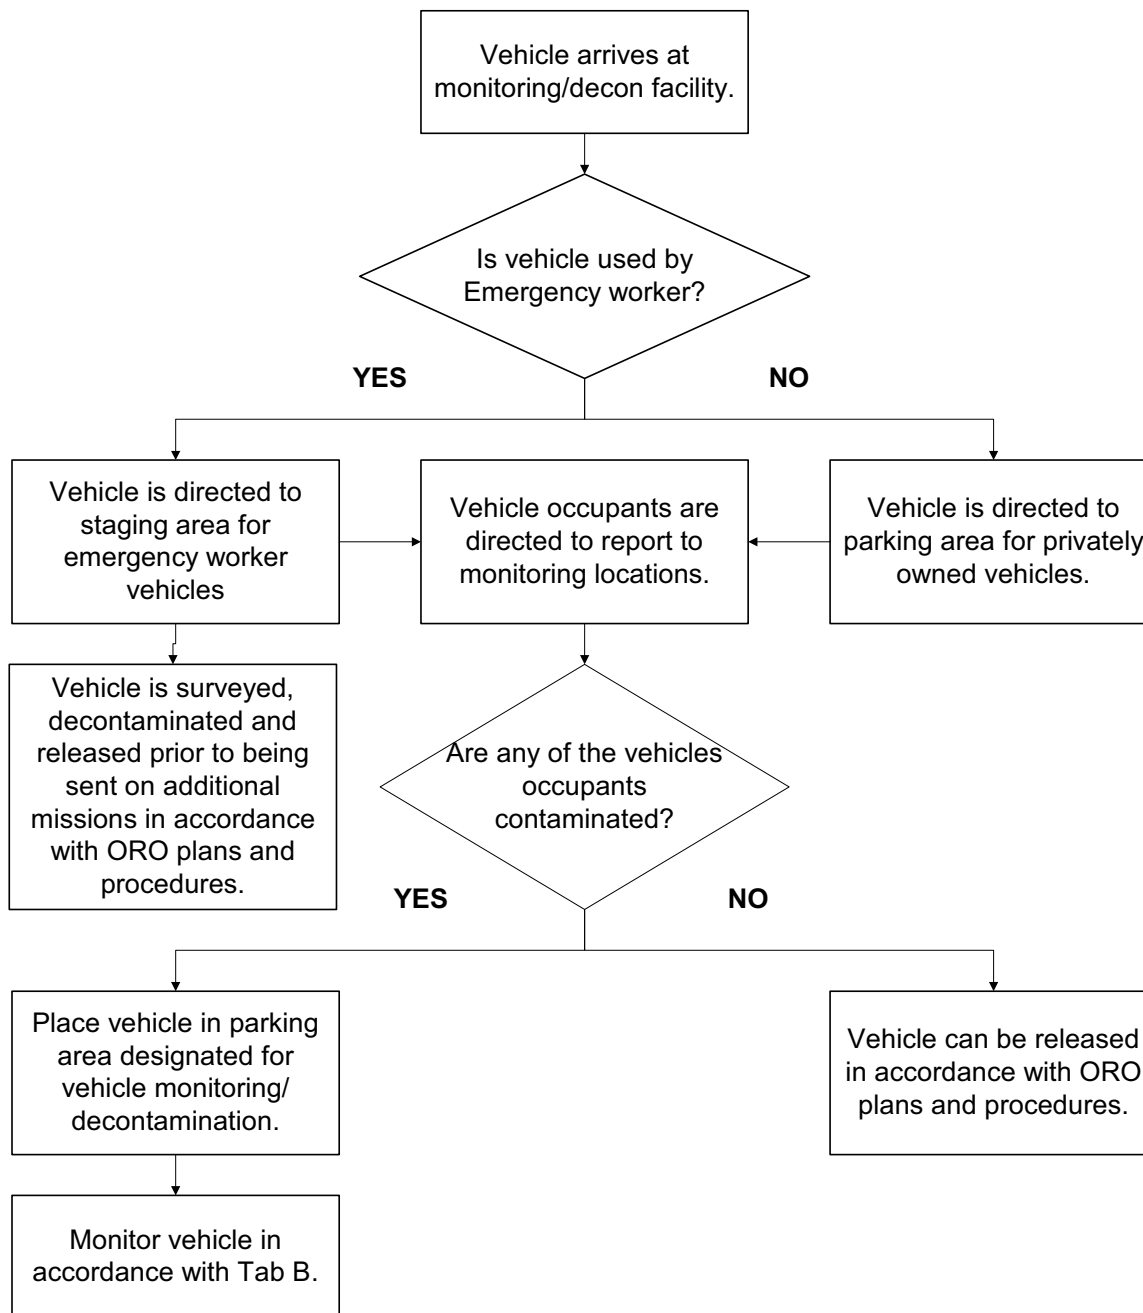 Vehicle arrives at
monitoring/decon facility.
Is vehicle used by
Emergency worker?
YES
NO
Vehicle is directed to
staging area for
emergency worker
vehicles
Vehicle occupants are
directed to report to
monitoring locations.
Vehicle is directed to
parking area for privately
owned vehicles.
Vehicle is surveyed,
decontaminated and
released prior to being
sent on additional
missions in accordance
with ORO plans and
procedures.
Are any of the vehicles
occupants
contaminated?
YES
NO
Place vehicle in parking
area designated for
vehicle monitoring/
decontamination.
Vehicle can be released
in accordance with ORO
plans and procedures.
Monitor vehicle in
accordance with Tab B.